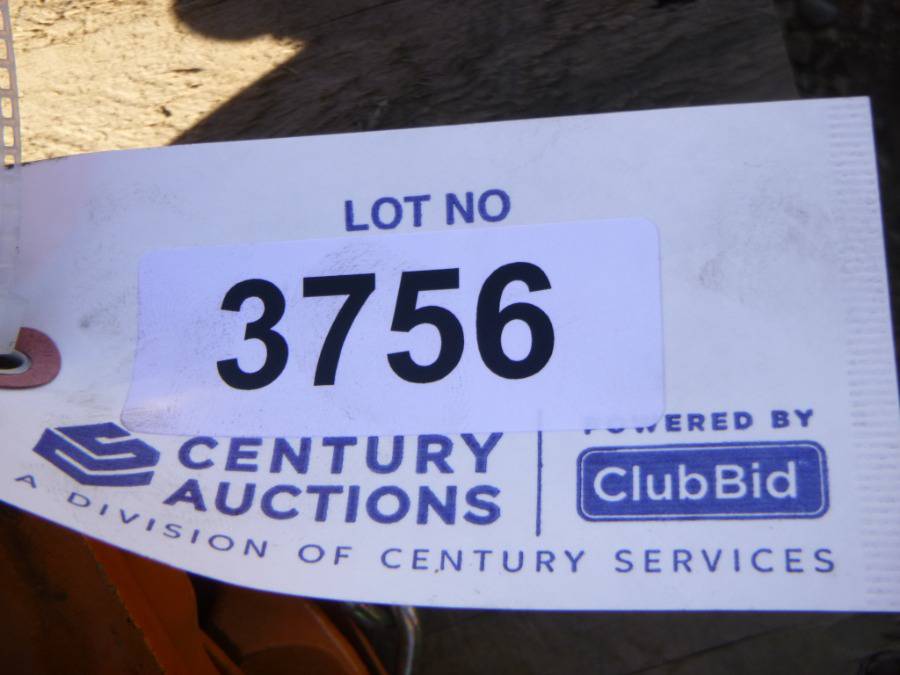 LOT NO
3756
CENTURY
AUCTIONS
POWERED BY
ClubBid
A DIVISION OF CENTURY SERVICES